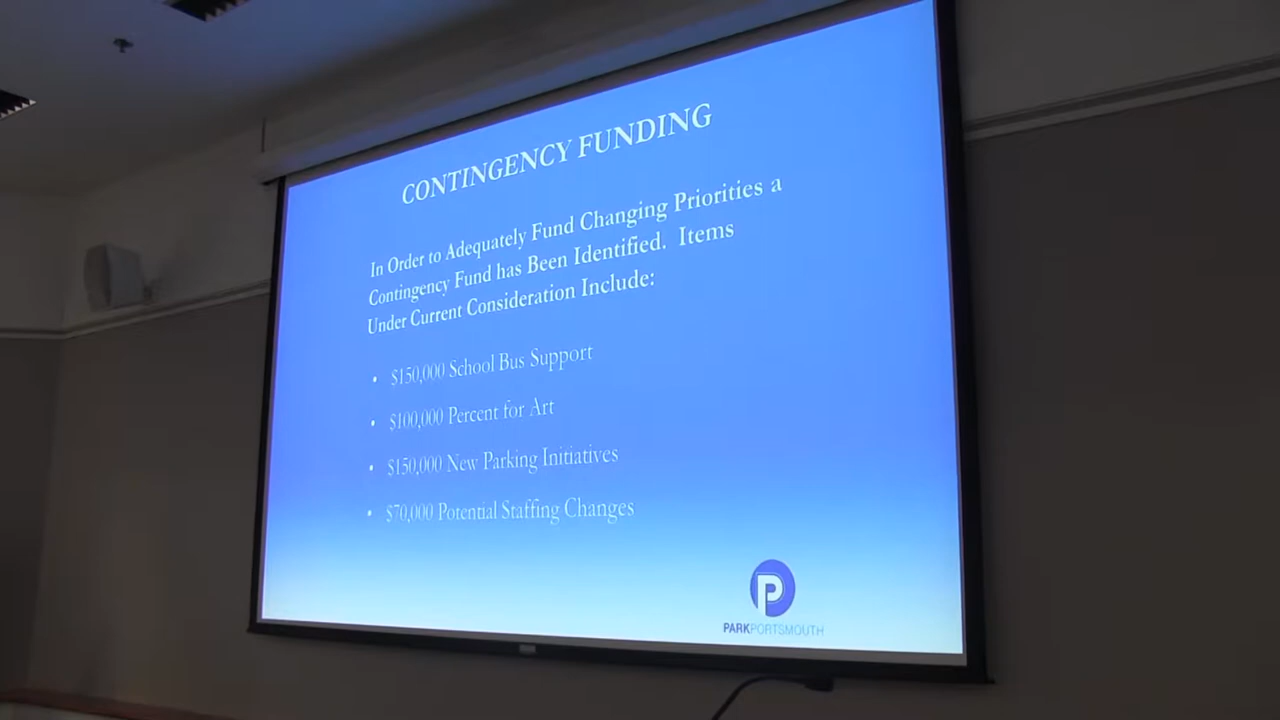 CONTINGENCY FUNDING
In Order to Adequately Fund Changing Priorities a
Contingency Fund has Been Identified. Items
Under Current Consideration Include:
• $150,000 School Bus Support
• $100,000 Percent for Art
• $150,000 New Parking Initiatives
• $70,000 Potential Staffing Changes
P
PARKPORTSMOUTH